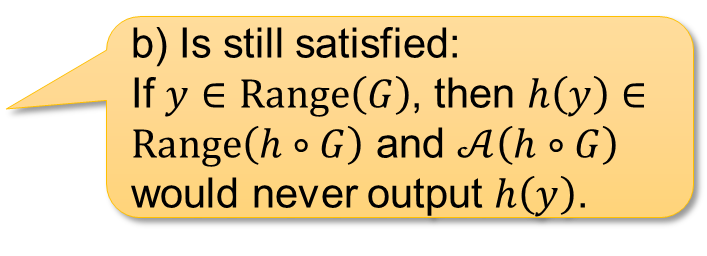 b) Is still satisfied:
If 𝑦 ∈ Range(𝐺), then ℎ(𝑦) ∈
Range(ℎ ∘ 𝐺) and 𝒜(ℎ ∘ 𝐺)
would never output ℎ(𝑦).